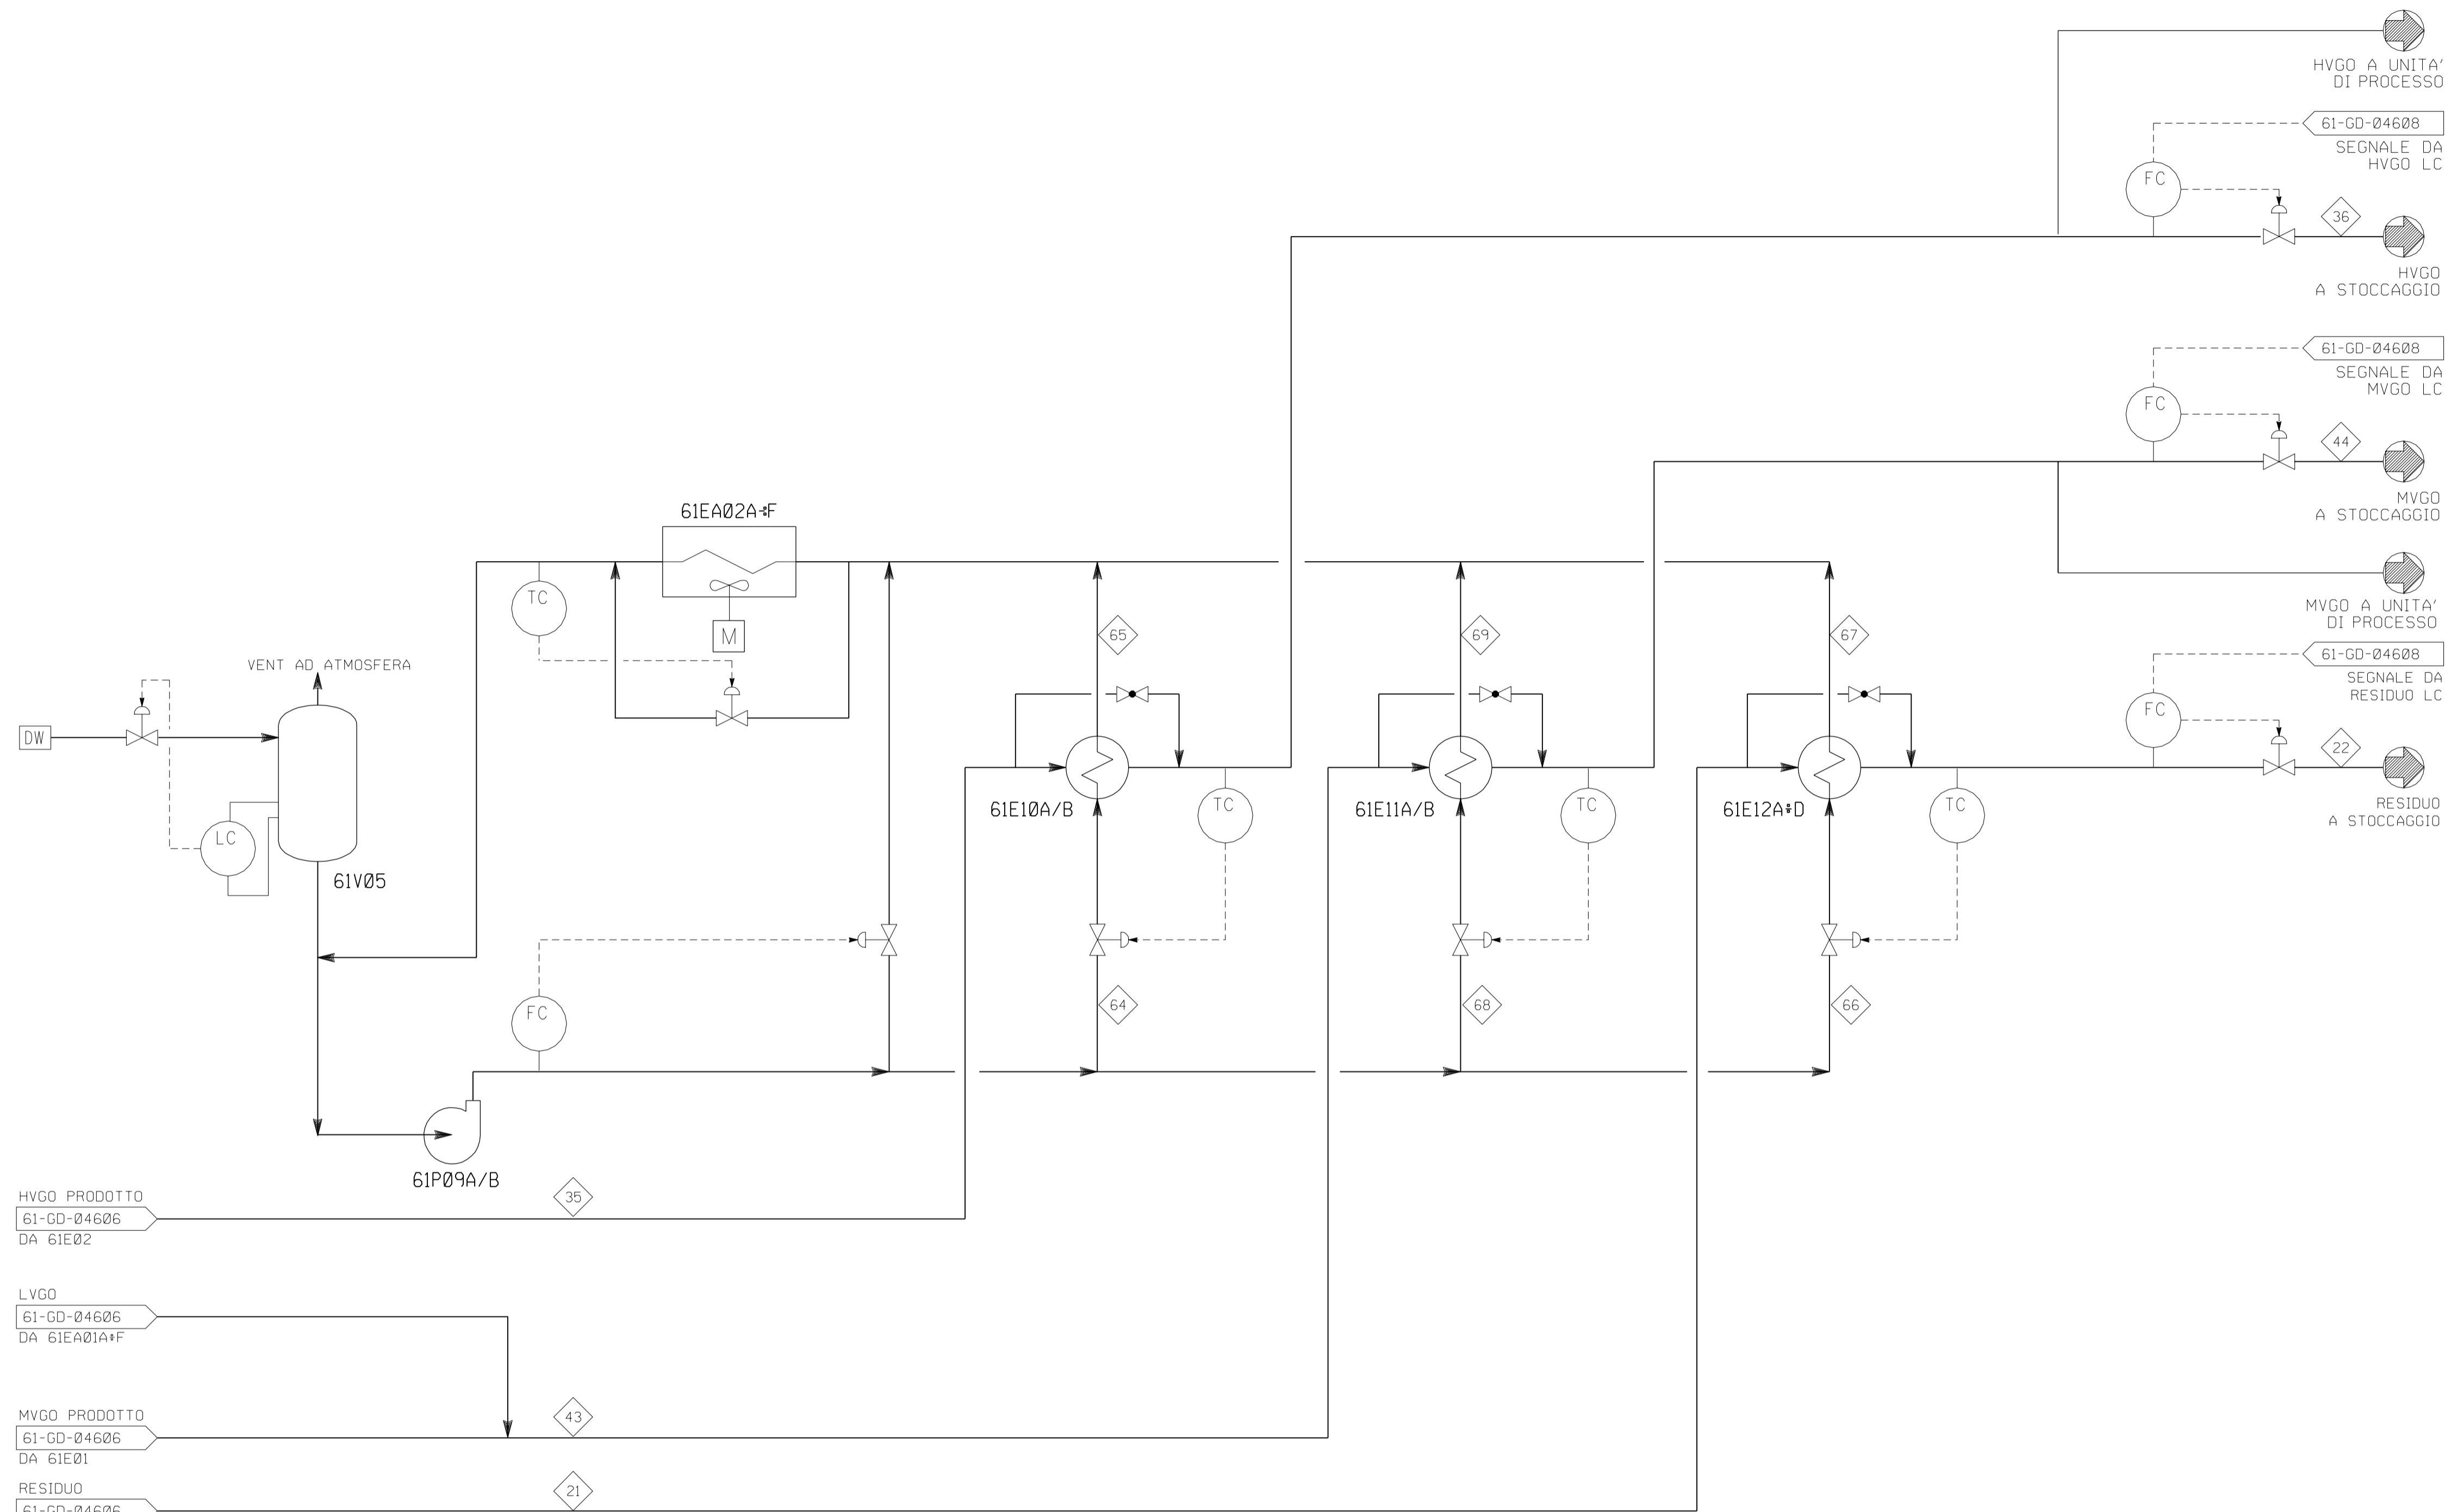 HVGO A UNITA'
DI PROCESSO
61-GD-04608
SEGNALE DA
HVGO LC
FC
36
HVGO
A STOCCAGGIO
61-GD-04608
SEGNALE DA
MVGO LC
FC
44
MVGO
A STOCCAGGIO
61EA02A÷F
TC
M
65
69
67
MVGO A UNITA'
DI PROCESSO
61-GD-04608
SEGNALE DA
RESIDUO LC
VENT AD ATMOSFERA
FC
DW
22
RESIDUO
A STOCCAGGIO
61E10A/B
TC
61E11A/B
TC
61E12A÷D
TC
LC
61V05
FC
64
68
66
61P09A/B
HVGO PRODOTTO
35
61-GD-04606
DA 61E02
LVGO
61-GD-04606
DA 61EA01A÷F
MVGO PRODOTTO
43
61-GD-04606
DA 61E01
RESIDUO
21
61-GD-04606